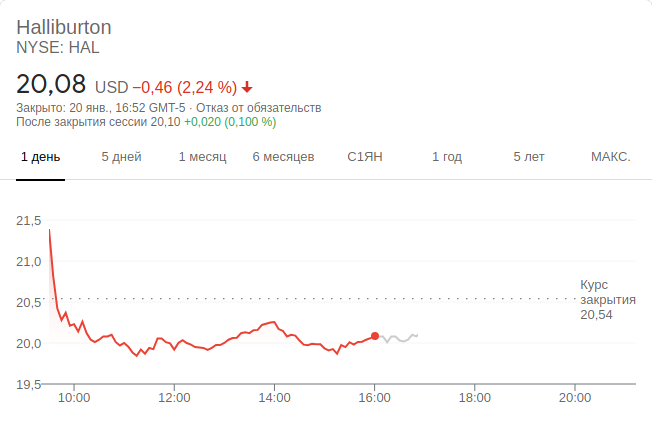 Halliburton
NYSE: HAL
20,08 USD −0,46 (2,24 %)
Закрыто: 20 янв., 16:52 GMT-5 · Отказ от обязательств
После закрытия сессии 20,10 +0,020 (0,100 %)
1 день 5 дней 1 месяц 6 месяцев С1ЯН 1 год 5 лет МАКС.
21,5
21,0
20,5
20,0
19,5
Курс
закрытия
20,54
10:00 12:00 14:00 16:00 18:00 20:00